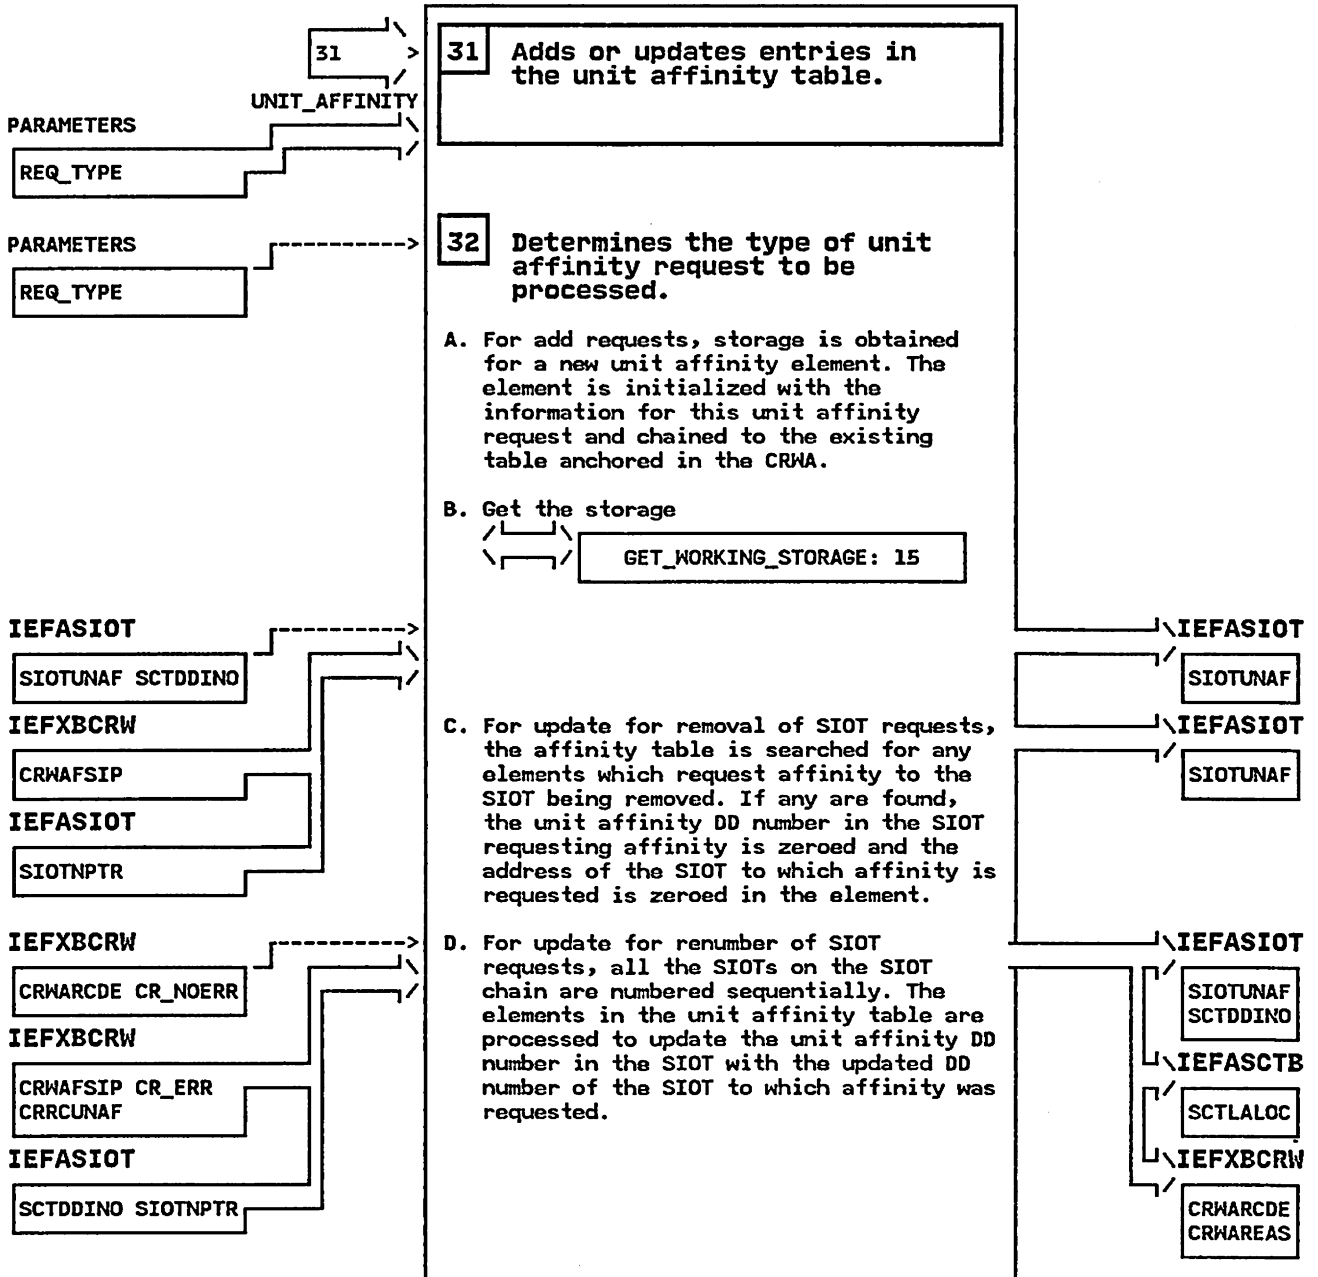 31
31 Adds or updates entries in
the unit affinity table.
UNIT_AFFINITY
PARAMETERS
REQ_TYPE
PARAMETERS
REQ_TYPE
32 Determines the type of unit
affinity request to be
processed.
A. For add requests, storage is obtained
for a new unit affinity element. The
element is initialized with the
information for this unit affinity
request and chained to the existing
table anchored in the CRWA.
B. Get the storage
GET_WORKING_STORAGE: 15
IEFASIOT
SIOTUNAF SCTDDINO
IEFXBCRW
CRWAFSIP
IEFASIOT
SIOTNPTR
IEFASIOT
SIOTUNAF
C. For update for removal of SIOT requests,
the affinity table is searched for any
elements which request affinity to the
SIOT being removed. If any are found,
the unit affinity DD number in the SIOT
requesting affinity is zeroed and the
address of the SIOT to which affinity is
requested is zeroed in the element.
IEFASIOT
SIOTUNAF
IEFXBCRW
CRWARCDE CR_NOERR
IEFXBCRW
CRWAFSIP CR_ERR
CRRCUNAF
IEFASIOT
SCTDDINO SIOTNPTR
D. For update for renumber of SIOT
requests, all the SIOTs on the SIOT
chain are numbered sequentially. The
elements in the unit affinity table are
processed to update the unit affinity DD
number in the SIOT with the updated DD
number of the SIOT to which affinity was
requested.
IEFASIOT
SIOTUNAF
SCTDDINO
IEFASCTB
SCTLALOC
IEFXBCRW
CRWARCDE
CRWAREAS